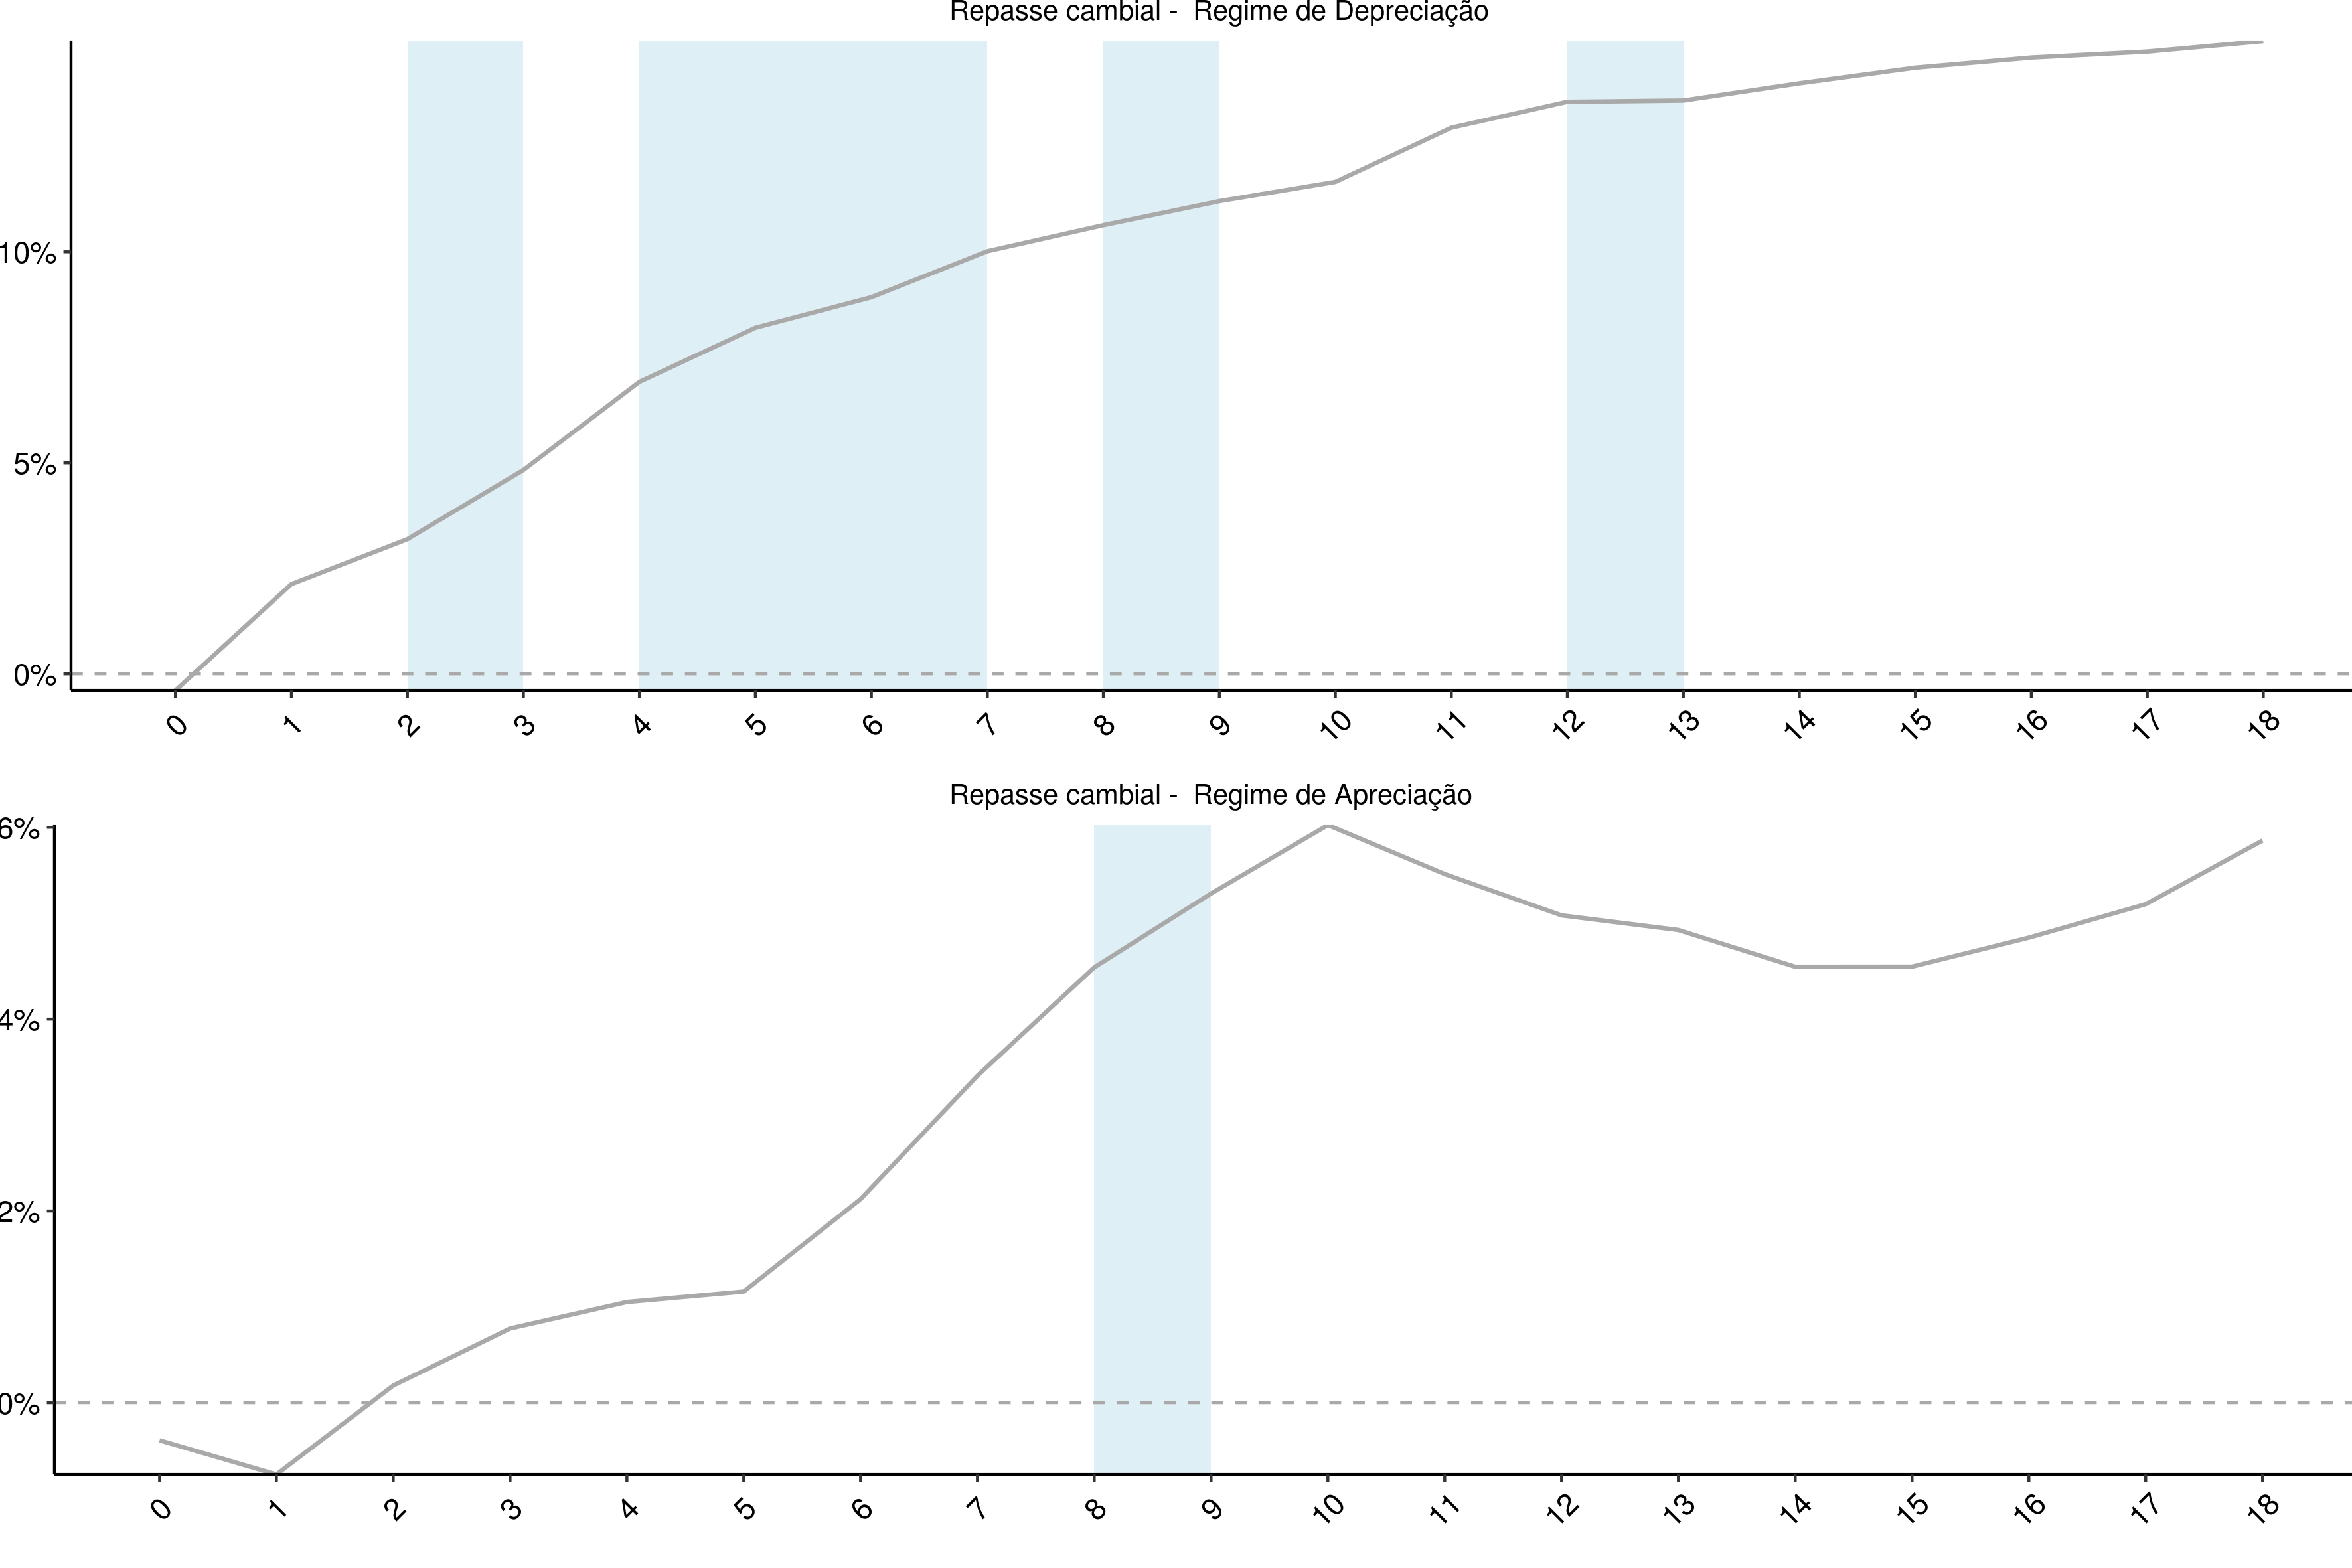 Repasse cambial -  Regime de Depreciação
10%
5%
0%
0 1 2 3 4 5 6 7 8 9 10 11 12 13 14 15 16 17 18
Repasse cambial -  Regime de Apreciação
6%
4%
2%
0%
0 1 2 3 4 5 6 7 8 9 10 11 12 13 14 15 16 17 18